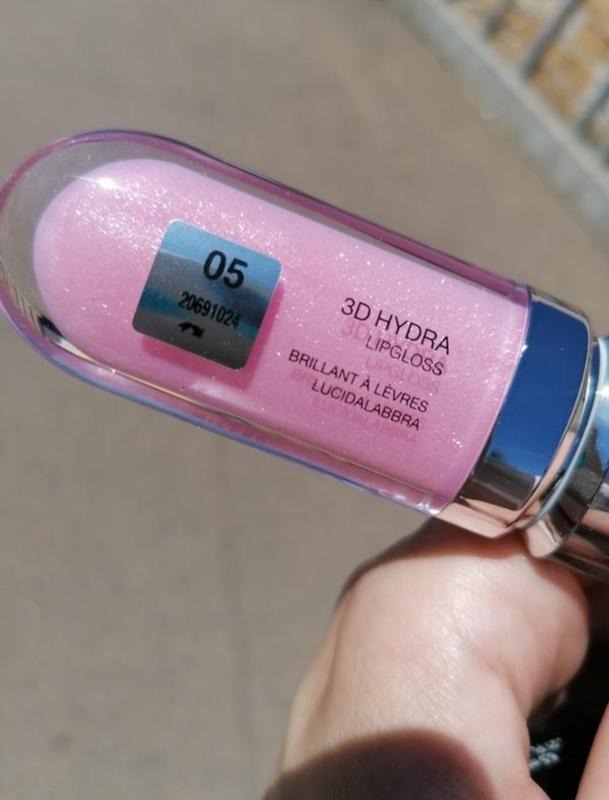 05
20691024
3D HYDRA
LIPGLOSS
BRILLANT À LÈVRES
LUCIDALABBRA